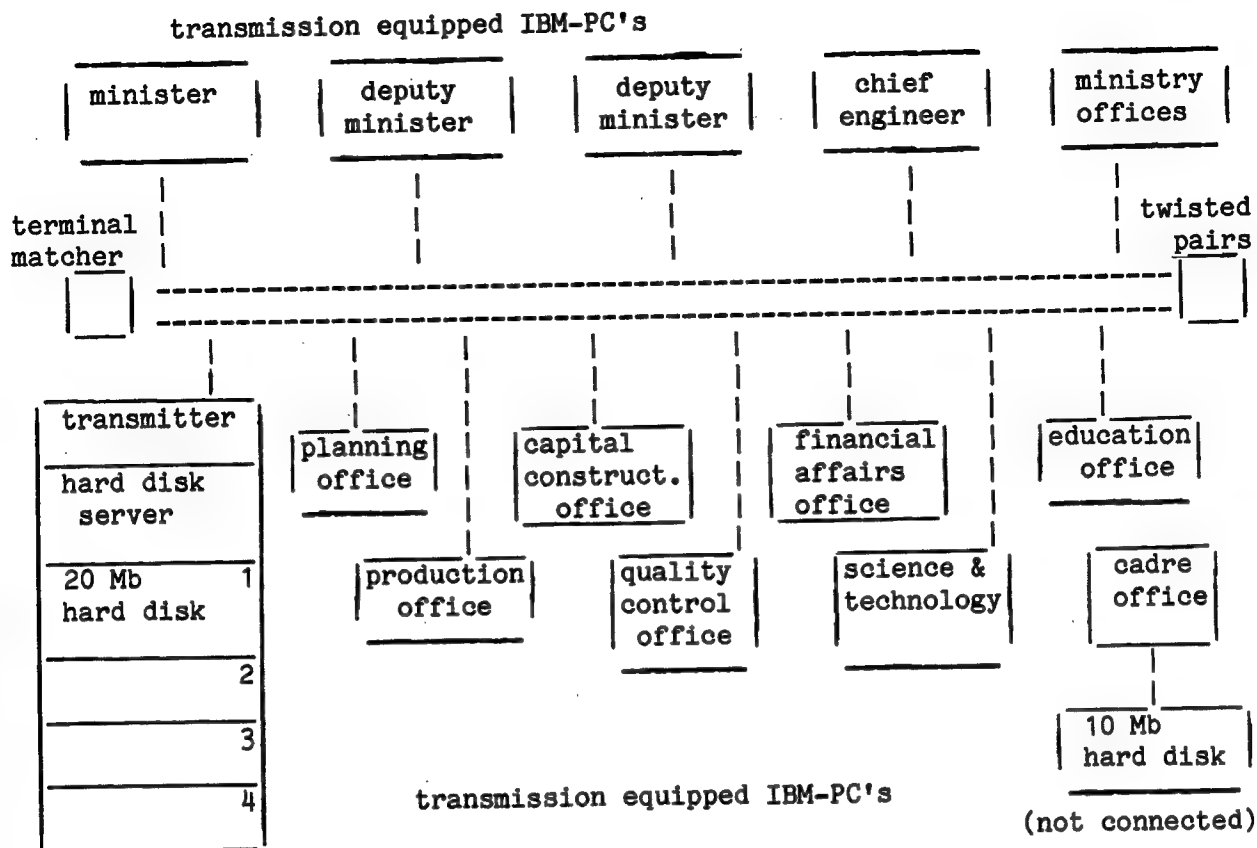 transmission equipped IBM-PC's
minister
deputy
minister
deputy
minister
chief
engineer
ministry
offices
terminal
matcher
twisted
pairs
transmitter
hard disk
server
20 Mb
hard disk
1
2
3
4
planning
office
production
office
capital
construct.
office
quality
control
office
financial
affairs
office
science &
technology
education
office
cadre
office
10 Mb
hard disk
(not connected)
transmission equipped IBM-PC's